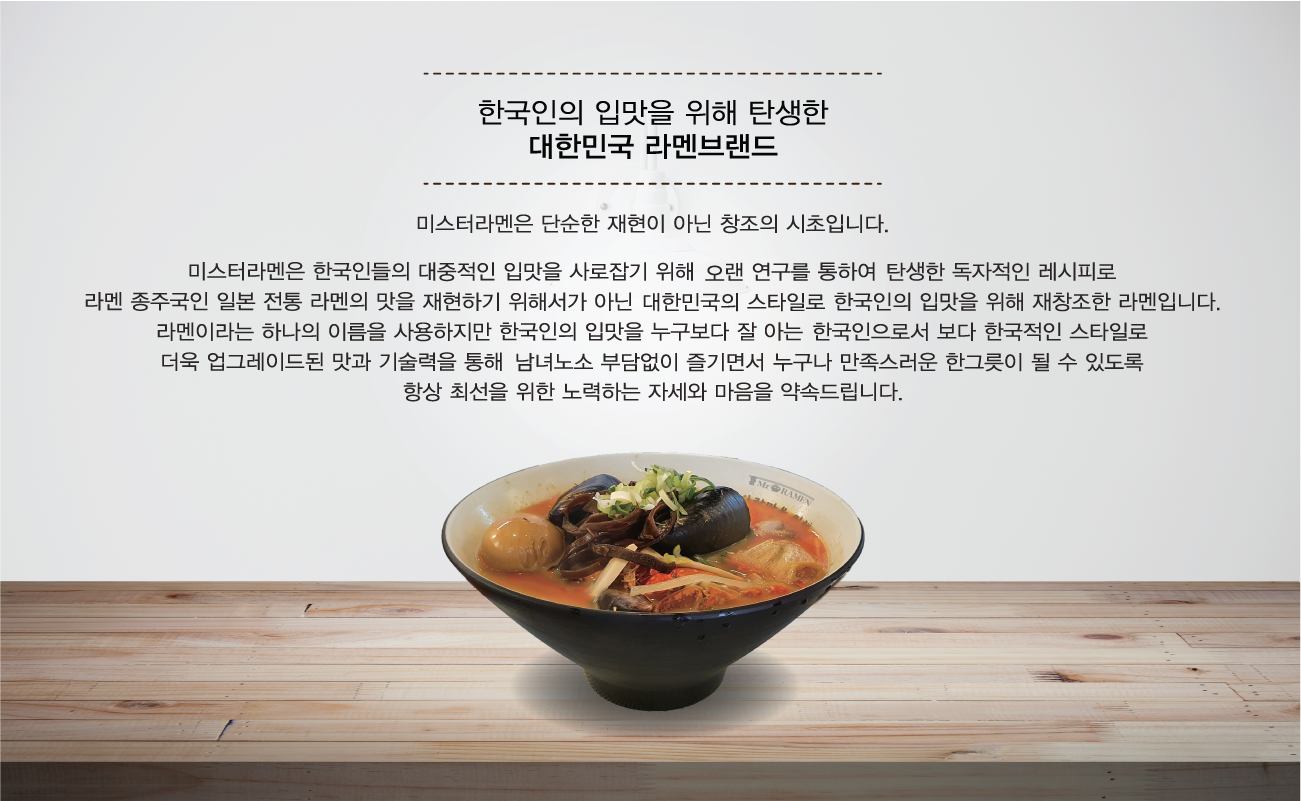 한국인의 입맛을 위해 탄생한
대한민국 라멘브랜드
미스터라멘은 단순한 재현이 아닌 창조의 시초입니다.
미스터라멘은 한국인들의 대중적인 입맛을 사로잡기 위해 오랜 연구를 통하여 탄생한 독자적인 레시피로
라멘 종주국인 일본 전통 라멘의 맛을 재현하기 위해서가 아닌 대한민국의 스타일로 한국인의 입맛을 위해 재창조한 라멘입니다.
라멘이라는 하나의 이름을 사용하지만 한국인의 입맛을 누구보다 잘 아는 한국인으로서 보다 한국적인 스타일로
더욱 업그레이드된 맛과 기술력을 통해 남녀노소 부담없이 즐기면서 누구나 만족스러운 한그릇이 될 수 있도록
항상 최선을 위한 노력하는 자세와 마음을 약속드립니다.
Mr RAMEN